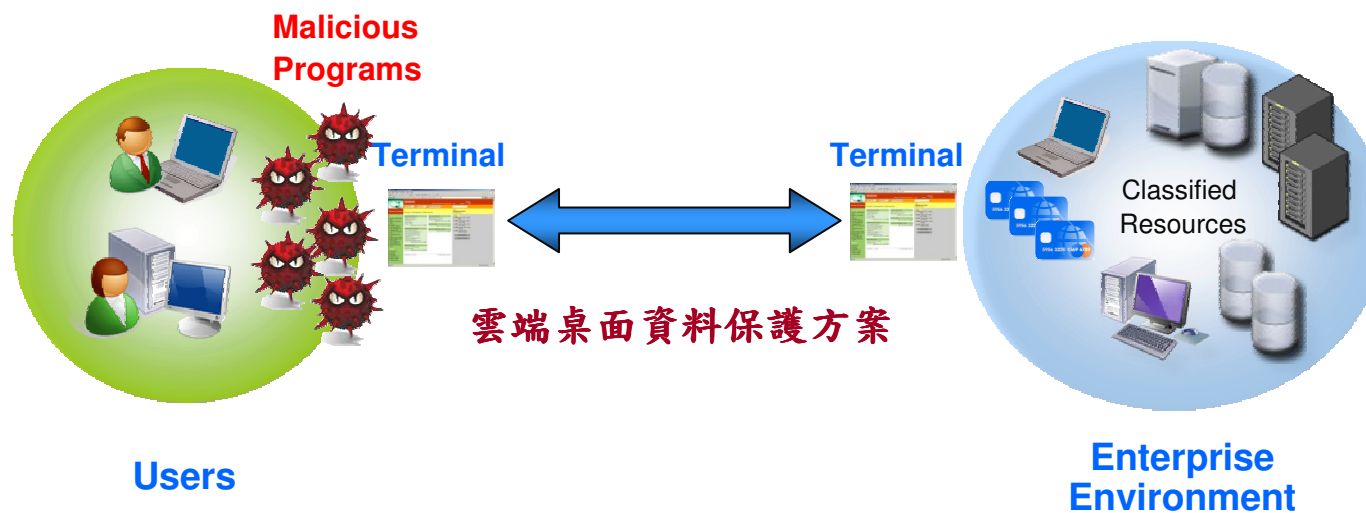 Malicious
Programs
Terminal
Terminal
Classified
Resources
雲端桌面資料保護方案
Users
Enterprise
Environment